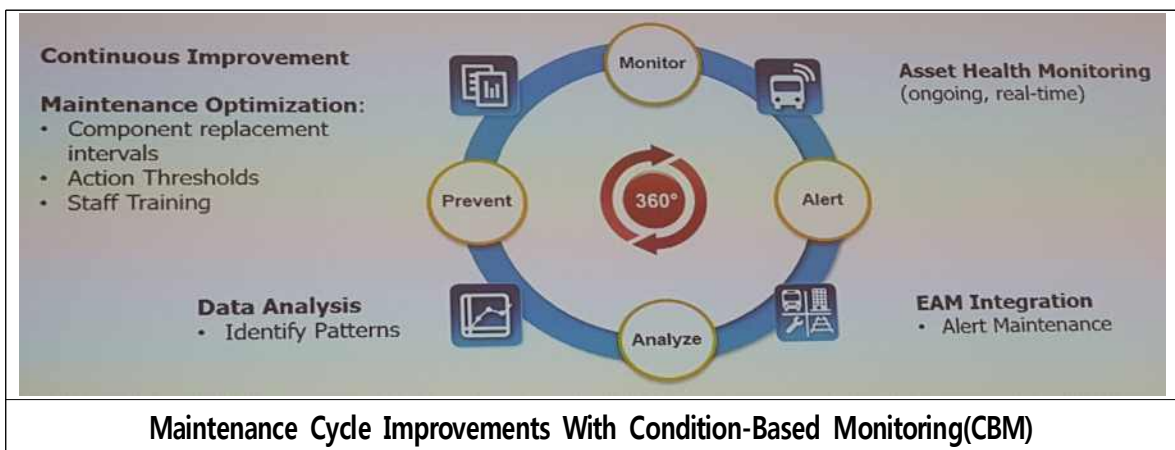 Continuous Improvement
Maintenance Optimization:
• Component replacement
intervals
• Action Thresholds
• Staff Training
Monitor
Asset Health Monitoring
(ongoing, real-time)
Prevent
360°
Alert
Data Analysis
• Identify Patterns
Analyze
EAM Integration
• Alert Maintenance
Maintenance Cycle Improvements With Condition-Based Monitoring(CBM)